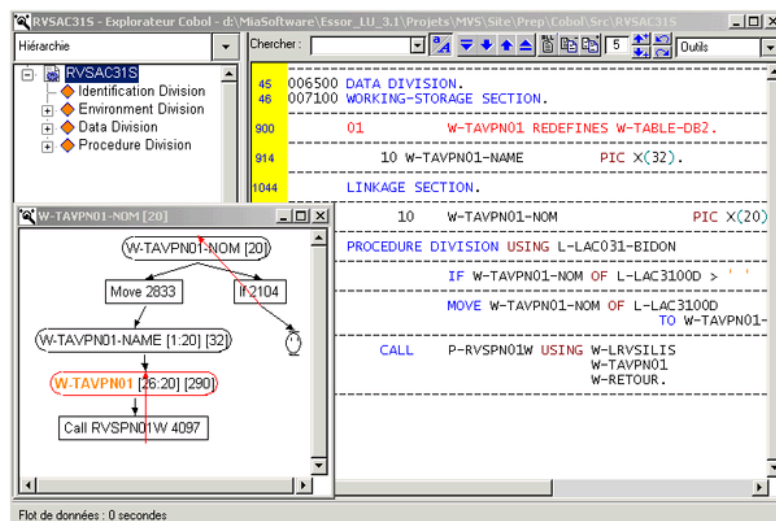 RVSAC31S - Explorateur Cobol - d:\MiaSoftware\Essor_LU_3.1\Projets\MVS\Site\Prep\Cobol\Src\RVSAC31S
Hiérarchie
Chercher :
5
Outils
RVSAC31S
Identification Division
Environment Division
Data Division
Procedure Division
45 006500 DATA DIVISION.
46 007100 WORKING-STORAGE SECTION.
900 01 W-TAVPN01 REDEFINES W-TABLE-DB2.
914 10 W-TAVPN01-NAME PIC X(32).
1044 LINKAGE SECTION.
10 W-TAVPN01-NOM PIC X(20)
PROCEDURE DIVISION USING L-LAC031-BIDON
IF W-TAVPN01-NOM OF L-LAC3100D > ' '
MOVE W-TAVPN01-NOM OF L-LAC3100D
TO W-TAVPN01-
CALL P-RVSPN01W USING W-LRVSILIS
W-TAVPN01
W-RETOUR.
W-TAVPN01-NOM [20]
W-TAVPN01-NOM [20]
Move 2833
If 2104
W-TAVPN01-NAME [1:20] [32]
W-TAVPN01 [26:20] [290]
Call RVSPN01W 4097
Flot de données : 0 secondes